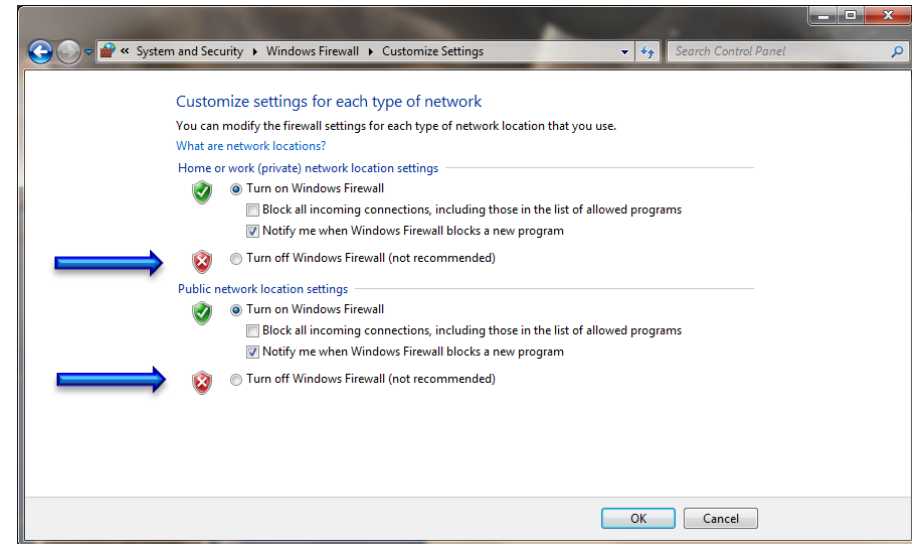 « System and Security ▸ Windows Firewall ▸ Customize Settings
Search Control Panel
Customize settings for each type of network
You can modify the firewall settings for each type of network location that you use.
What are network locations?
Home or work (private) network location settings
Turn on Windows Firewall
Block all incoming connections, including those in the list of allowed programs
Notify me when Windows Firewall blocks a new program
Turn off Windows Firewall (not recommended)
Public network location settings
Turn on Windows Firewall
Block all incoming connections, including those in the list of allowed programs
Notify me when Windows Firewall blocks a new program
Turn off Windows Firewall (not recommended)
OK
Cancel